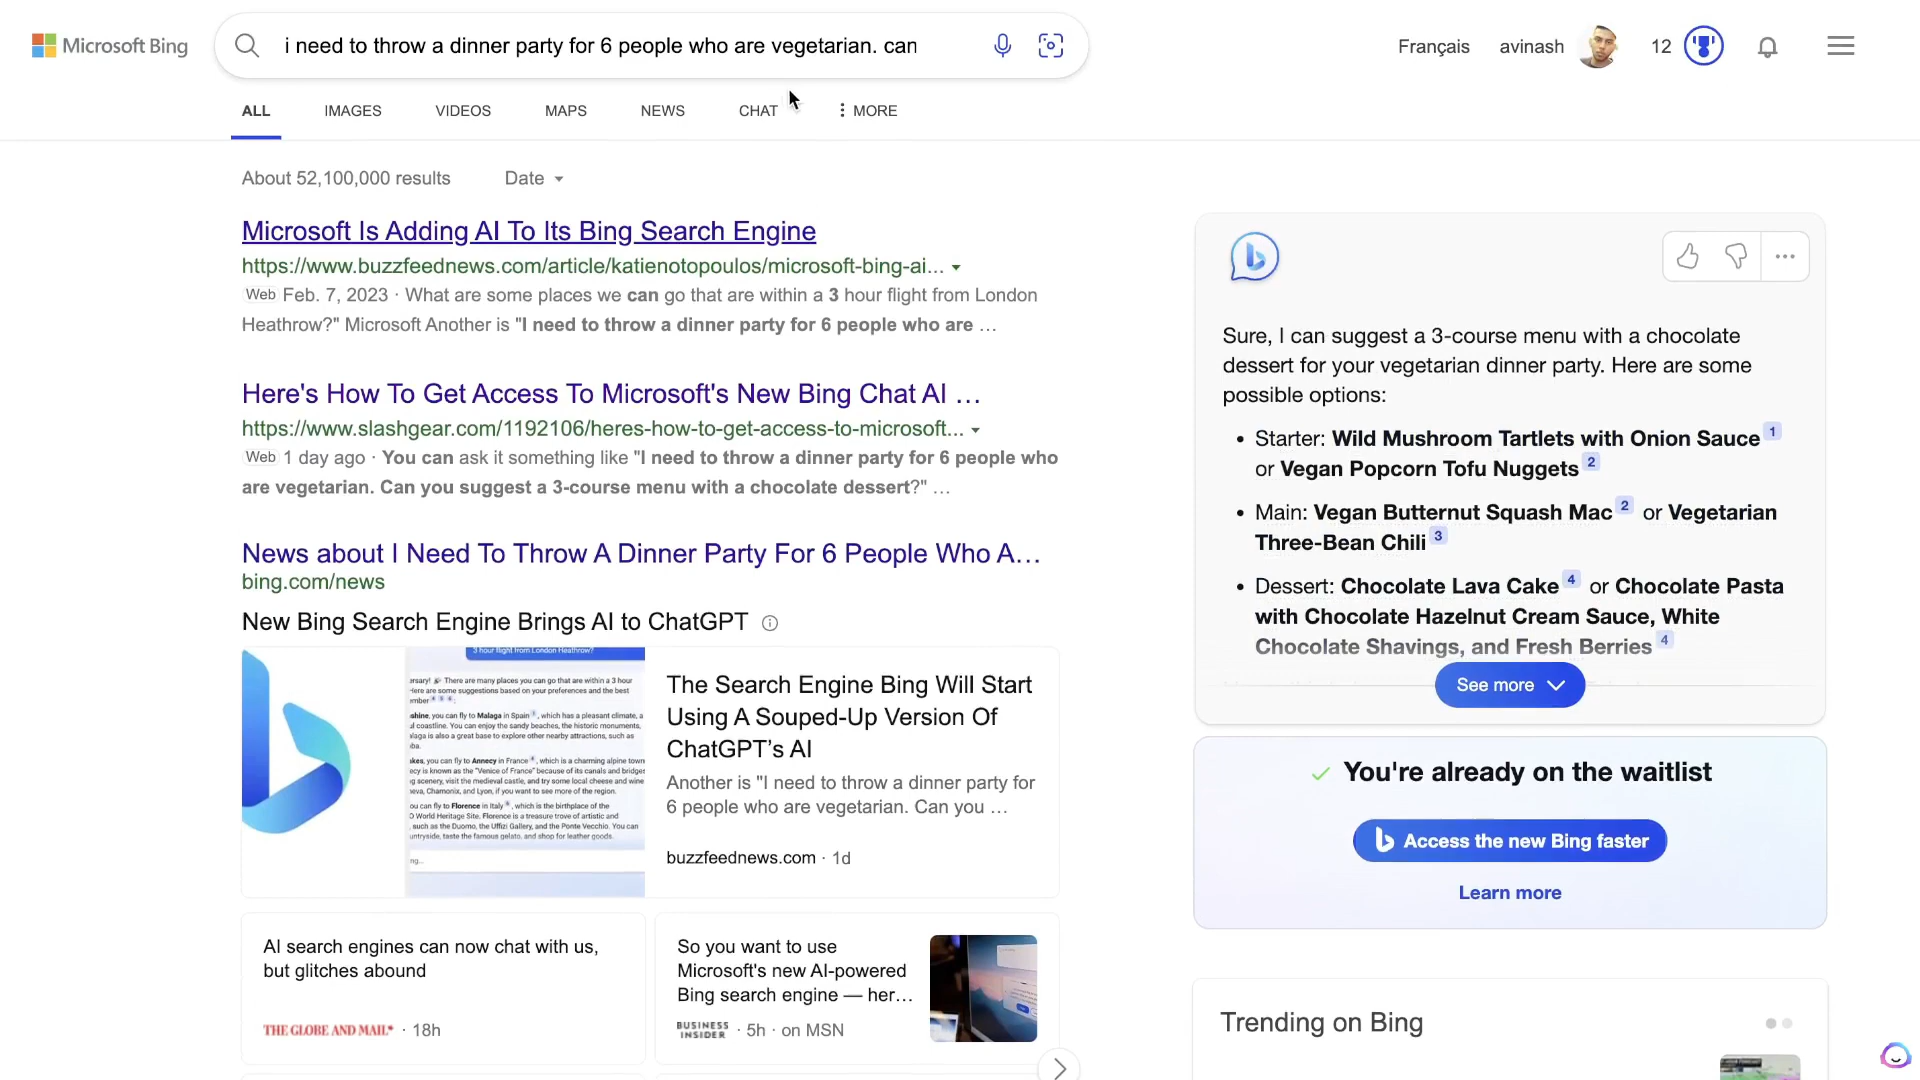 Microsoft Bing
i need to throw a dinner party for 6 people who are vegetarian. can
Français
avinash
12
ALL
IMAGES
VIDEOS
MAPS
NEWS
CHAT
MORE
About 52,100,000 results
Date
Microsoft Is Adding AI To Its Bing Search Engine
https://www.buzzfeednews.com/article/katienotopoulos/microsoft-bing-ai...
Web Feb. 7, 2023 · What are some places we can go that are within a 3 hour flight from London
Heathrow?" Microsoft Another is "I need to throw a dinner party for 6 people who are ...
Here's How To Get Access To Microsoft's New Bing Chat AI ...
https://www.slashgear.com/1192106/heres-how-to-get-access-to-microsoft...
Web 1 day ago · You can ask it something like "I need to throw a dinner party for 6 people who
are vegetarian. Can you suggest a 3-course menu with a chocolate dessert?" ...
News about I Need To Throw A Dinner Party For 6 People Who A...
bing.com/news
New Bing Search Engine Brings AI to ChatGPT
3 hour flight from London Heathrow?
The Search Engine Bing Will Start
Using A Souped-Up Version Of
ChatGPT's AI
Another is "I need to throw a dinner party for
6 people who are vegetarian. Can you ...
buzzfeednews.com · 1d
AI search engines can now chat with us,
but glitches abound
THE GLOBE AND MAIL* · 18h
So you want to use
Microsoft's new AI-powered
Bing search engine — her...
BUSINESS
INSIDER · 5h · on MSN
Sure, I can suggest a 3-course menu with a chocolate
dessert for your vegetarian dinner party. Here are some
possible options:
• Starter: Wild Mushroom Tartlets with Onion Sauce 1
or Vegan Popcorn Tofu Nuggets 2
• Main: Vegan Butternut Squash Mac 2 or Vegetarian
Three-Bean Chili 3
• Dessert: Chocolate Lava Cake 4 or Chocolate Pasta
with Chocolate Hazelnut Cream Sauce, White
Chocolate Shavings, and Fresh Berries 4
See more
You're already on the waitlist
Access the new Bing faster
Learn more
Trending on Bing